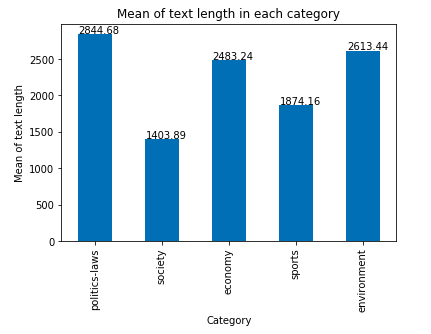 Mean of text length in each category
Mean of text length
2500
2000
1500
1000
500
0
2844.68
1403.89
2483.24
1874.16
2613.44
politics-laws
society
economy
sports
environment
Category